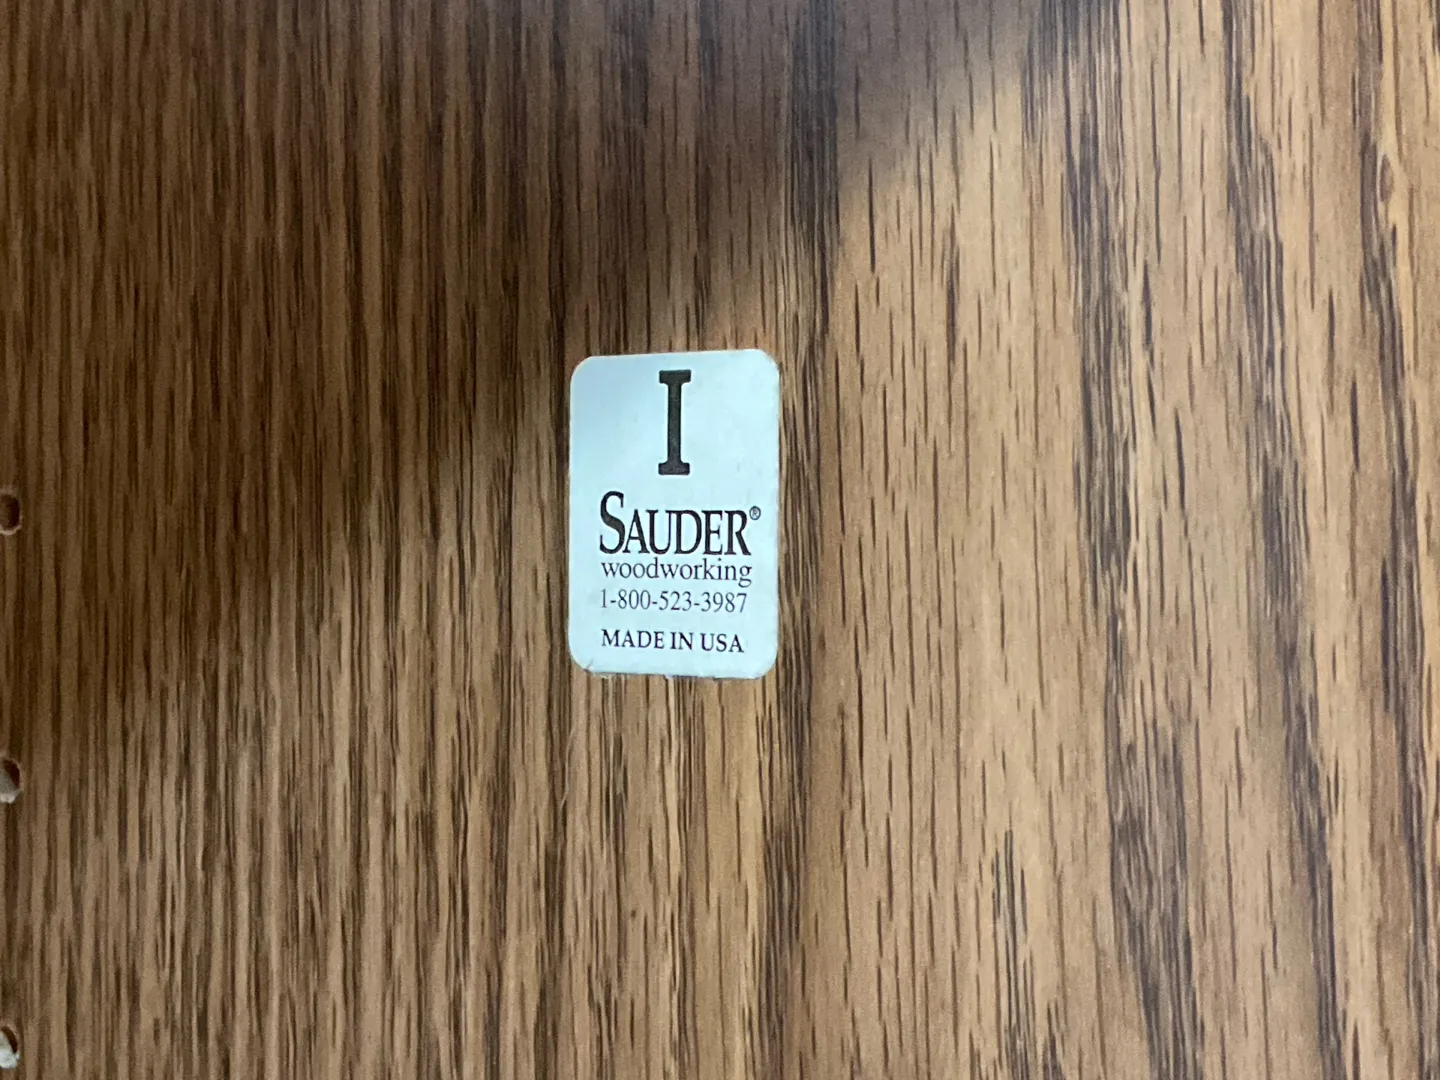 I
SAUDER®
woodworking
1-800-523-3987
MADE IN USA